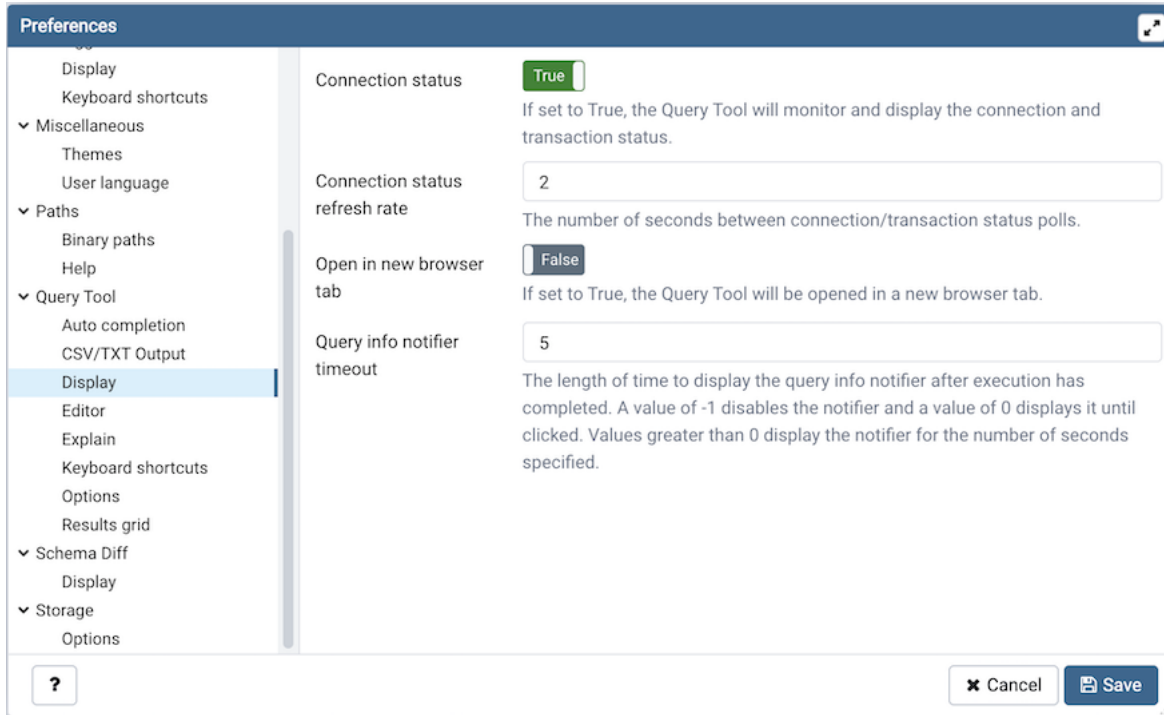 Preferences
Display
Keyboard shortcuts
Miscellaneous
Themes
User language
Paths
Binary paths
Help
Query Tool
Auto completion
CSV/TXT Output
Display
Editor
Explain
Keyboard shortcuts
Options
Results grid
Schema Diff
Display
Storage
Options
Connection status
True
If set to True, the Query Tool will monitor and display the connection and
transaction status.
Connection status
refresh rate
2
The number of seconds between connection/transaction status polls.
Open in new browser
tab
False
If set to True, the Query Tool will be opened in a new browser tab.
Query info notifier
timeout
5
The length of time to display the query info notifier after execution has
completed. A value of -1 disables the notifier and a value of 0 displays it until
clicked. Values greater than 0 display the notifier for the number of seconds
specified.
?
Cancel
Save